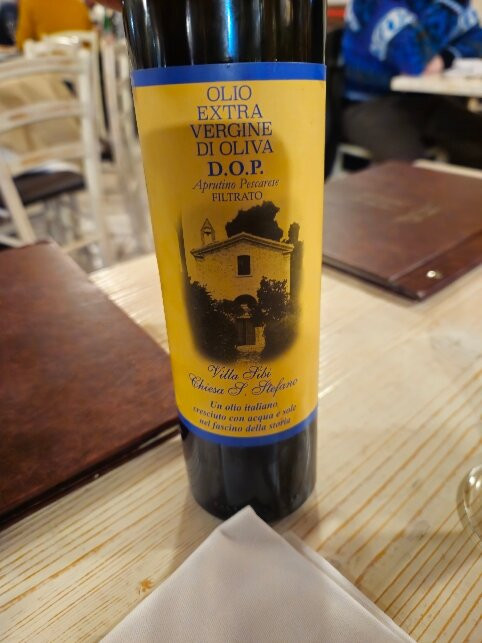 OLIO
EXTRA
VERGINE
DI OLIVA
D.O.P.
Aprutino Pescarese
FILTRATO
Villa Sibi
Chiesa S. Stefano
Un olio italiano,
cresciuto con acqua e sole
nel fascino della storia